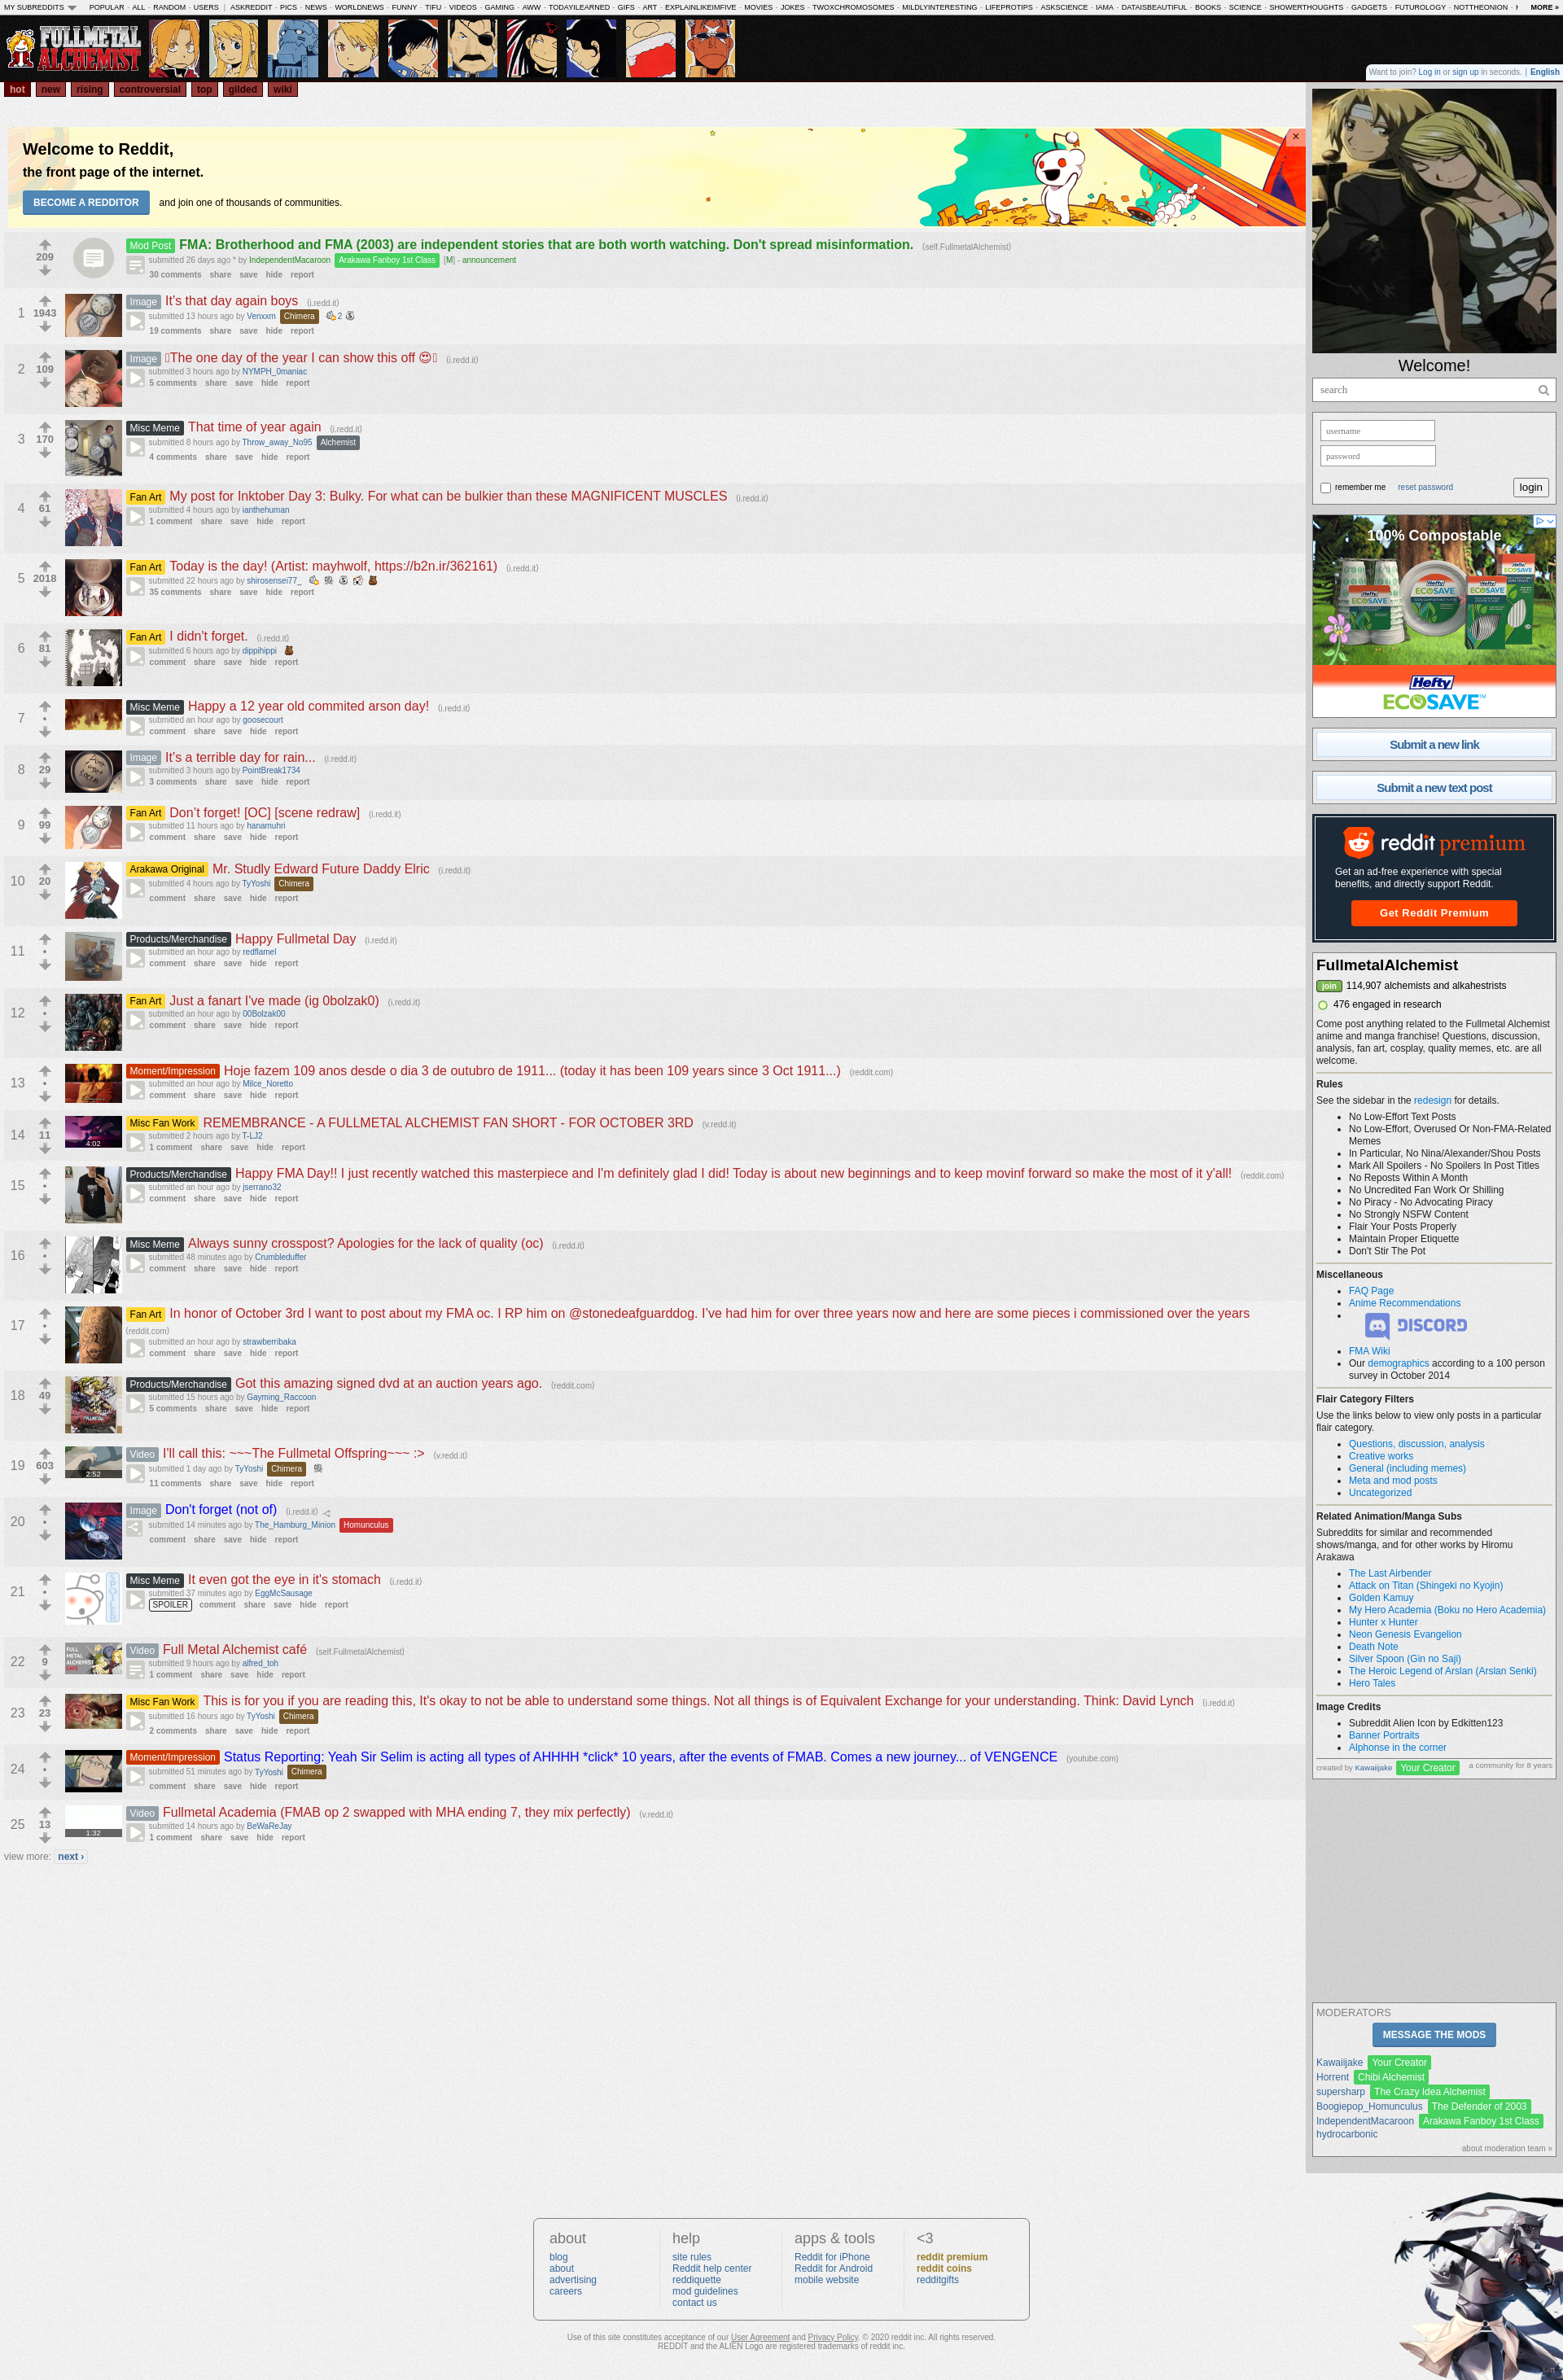 MY SUBREDDITS POPULAR - ALL - RANDOM - USERS | ASKREDDIT - PICS - NEWS - WORLDNEWS - FUNNY - TIFU - VIDEOS - GAMING - AWW - TODAYILEARNED - GIFS - ART - EXPLAINLIKEIMFIVE - MOVIES - JOKES - TWOXCHROMOSOMES - MILDLYINTERESTING - LIFEPROTIPS - ASKSCIENCE - IAMA - DATAISBEAUTIFUL - BOOKS - SCIENCE - SHOWERTHOUGHTS - GADGETS - FUTUROLOGY - NOTTHEONION - MORE »
FULLMETAL
ALCHEMIST
Want to join? Log in or sign up in seconds. | English
hot new rising controversial top gilded wiki
Welcome to Reddit,
the front page of the internet.
BECOME A REDDITOR and join one of thousands of communities.
209
Mod Post FMA: Brotherhood and FMA (2003) are independent stories that are both worth watching. Don't spread misinformation. (self.FullmetalAlchemist)
submitted 26 days ago * by IndependentMacaroon Arakawa Fanboy 1st Class [M] - announcement
30 comments share save hide report
1 1943
Image It's that day again boys (i.redd.it)
submitted 13 hours ago by Venxxm Chimera 2
19 comments share save hide report
2 109
Image The one day of the year I can show this off 😍 (i.redd.it)
submitted 3 hours ago by NYMPH_0maniac
5 comments share save hide report
3 170
Misc Meme That time of year again (i.redd.it)
submitted 8 hours ago by Throw_away_No95 Alchemist
4 comments share save hide report
4 61
Fan Art My post for Inktober Day 3: Bulky. For what can be bulkier than these MAGNIFICENT MUSCLES (i.redd.it)
submitted 4 hours ago by ianthehuman
1 comment share save hide report
5 2018
Fan Art Today is the day! (Artist: mayhwolf, https://b2n.ir/362161) (i.redd.it)
submitted 22 hours ago by shirosensei77_
35 comments share save hide report
6 81
Fan Art I didn't forget. (i.redd.it)
submitted 6 hours ago by dippihippi
comment share save hide report
7 •
Misc Meme Happy a 12 year old commited arson day! (i.redd.it)
submitted an hour ago by goosecourt
comment share save hide report
8 29
Image It's a terrible day for rain... (i.redd.it)
submitted 3 hours ago by PointBreak1734
3 comments share save hide report
9 99
Fan Art Don't forget! [OC] [scene redraw] (i.redd.it)
submitted 11 hours ago by hanamuhri
comment share save hide report
10 20
Arakawa Original Mr. Studly Edward Future Daddy Elric (i.redd.it)
submitted 4 hours ago by TyYoshi Chimera
comment share save hide report
11 •
Products/Merchandise Happy Fullmetal Day (i.redd.it)
submitted an hour ago by redflamel
comment share save hide report
12 •
Fan Art Just a fanart I've made (ig 0bolzak0) (i.redd.it)
submitted an hour ago by 00Bolzak00
comment share save hide report
13 •
Moment/Impression Hoje fazem 109 anos desde o dia 3 de outubro de 1911... (today it has been 109 years since 3 Oct 1911...) (reddit.com)
submitted an hour ago by Milce_Noretto
comment share save hide report
14 11 4:02
Misc Fan Work REMEMBRANCE - A FULLMETAL ALCHEMIST FAN SHORT - FOR OCTOBER 3RD (v.redd.it)
submitted 2 hours ago by T-LJ2
1 comment share save hide report
15 •
Products/Merchandise Happy FMA Day!! I just recently watched this masterpiece and I'm definitely glad I did! Today is about new beginnings and to keep movinf forward so make the most of it y'all! (reddit.com)
submitted an hour ago by jserrano32
comment share save hide report
16 •
Misc Meme Always sunny crosspost? Apologies for the lack of quality (oc) (i.redd.it)
submitted 48 minutes ago by Crumbleduffer
comment share save hide report
17 •
Fan Art In honor of October 3rd I want to post about my FMA oc. I RP him on @stonedeafguarddog. I've had him for over three years now and here are some pieces i commissioned over the years
(reddit.com)
submitted an hour ago by strawberribaka
comment share save hide report
18 49
Products/Merchandise Got this amazing signed dvd at an auction years ago. (reddit.com)
submitted 15 hours ago by Gayming_Raccoon
5 comments share save hide report
19 603 2:52
Video I'll call this: ~~~The Fullmetal Offspring~~~ :> (v.redd.it)
submitted 1 day ago by TyYoshi Chimera
11 comments share save hide report
20 •
Image Don't forget (not of) (i.redd.it)
submitted 14 minutes ago by The_Hamburg_Minion Homunculus
comment share save hide report
21 • SPOILER
Misc Meme It even got the eye in it's stomach (i.redd.it)
submitted 37 minutes ago by EggMcSausage
SPOILER comment share save hide report
22 9 FULL METAL ALCHEMIST CAFE
Video Full Metal Alchemist café (self.FullmetalAlchemist)
submitted 9 hours ago by alfred_toh
1 comment share save hide report
23 23
Misc Fan Work This is for you if you are reading this, It's okay to not be able to understand some things. Not all things is of Equivalent Exchange for your understanding. Think: David Lynch (i.redd.it)
submitted 16 hours ago by TyYoshi Chimera
2 comments share save hide report
24 •
Moment/Impression Status Reporting: Yeah Sir Selim is acting all types of AHHHH *click* 10 years, after the events of FMAB. Comes a new journey... of VENGENCE (youtube.com)
submitted 51 minutes ago by TyYoshi Chimera
comment share save hide report
25 13 1:32
Video Fullmetal Academia (FMAB op 2 swapped with MHA ending 7, they mix perfectly) (v.redd.it)
submitted 14 hours ago by BeWaReJay
1 comment share save hide report
view more: next ›
Welcome!
search
username
password
remember me reset password login
100% Compostable
Hefty
ECOSAVE™
Submit a new link
Submit a new text post
reddit premium
Get an ad-free experience with special
benefits, and directly support Reddit.
Get Reddit Premium
FullmetalAlchemist
join 114,907 alchemists and alkahestrists
476 engaged in research
Come post anything related to the Fullmetal Alchemist
anime and manga franchise! Questions, discussion,
analysis, fan art, cosplay, quality memes, etc. are all
welcome.
Rules
See the sidebar in the redesign for details.
No Low-Effort Text Posts
No Low-Effort, Overused Or Non-FMA-Related
Memes
In Particular, No Nina/Alexander/Shou Posts
Mark All Spoilers - No Spoilers In Post Titles
No Reposts Within A Month
No Uncredited Fan Work Or Shilling
No Piracy - No Advocating Piracy
No Strongly NSFW Content
Flair Your Posts Properly
Maintain Proper Etiquette
Don't Stir The Pot
Miscellaneous
FAQ Page
Anime Recommendations
DISCORD
FMA Wiki
Our demographics according to a 100 person
survey in October 2014
Flair Category Filters
Use the links below to view only posts in a particular
flair category.
Questions, discussion, analysis
Creative works
General (including memes)
Meta and mod posts
Uncategorized
Related Animation/Manga Subs
Subreddits for similar and recommended
shows/manga, and for other works by Hiromu
Arakawa
The Last Airbender
Attack on Titan (Shingeki no Kyojin)
Golden Kamuy
My Hero Academia (Boku no Hero Academia)
Hunter x Hunter
Neon Genesis Evangelion
Death Note
Silver Spoon (Gin no Saji)
The Heroic Legend of Arslan (Arslan Senki)
Hero Tales
Image Credits
Subreddit Alien Icon by Edkitten123
Banner Portraits
Alphonse in the corner
created by Kawaiijake Your Creator a community for 8 years
MODERATORS
MESSAGE THE MODS
Kawaiijake Your Creator
Horrent Chibi Alchemist
supersharp The Crazy Idea Alchemist
Boogiepop_Homunculus The Defender of 2003
IndependentMacaroon Arakawa Fanboy 1st Class
hydrocarbonic
about moderation team »
about
blog
about
advertising
careers
help
site rules
Reddit help center
reddiquette
mod guidelines
contact us
apps & tools
Reddit for iPhone
Reddit for Android
mobile website
<3
reddit premium
reddit coins
redditgifts
Use of this site constitutes acceptance of our User Agreement and Privacy Policy. © 2020 reddit inc. All rights reserved.
REDDIT and the ALIEN Logo are registered trademarks of reddit inc.